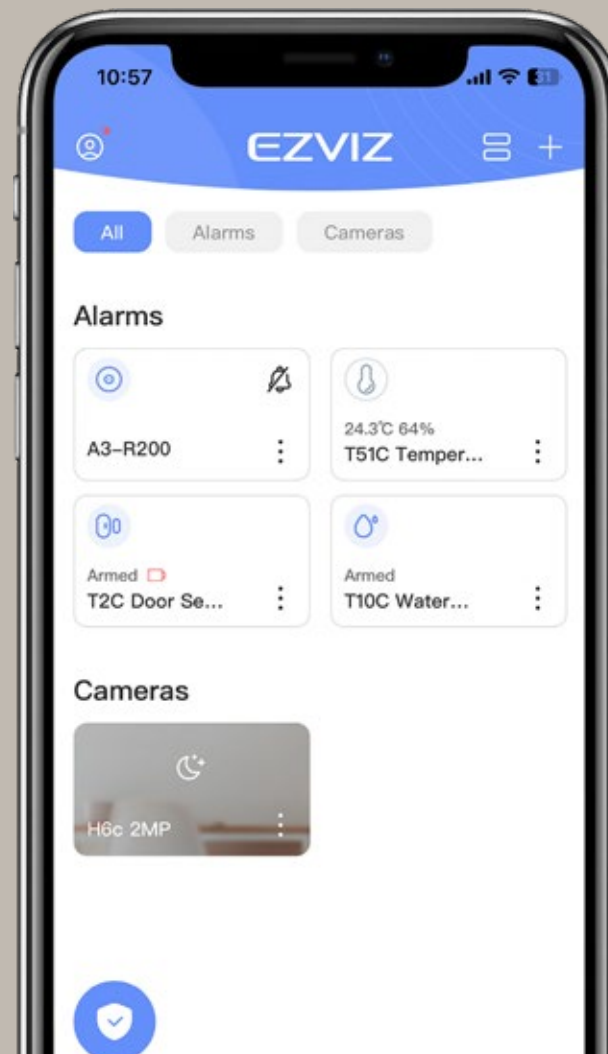 10:57
31
EZVIZ
All
Alarms
Cameras
Alarms
A3-R200
24.3℃ 64%
T51C Temper...
Armed
T2C Door Se...
Armed
T10C Water...
Cameras
H6c 2MP